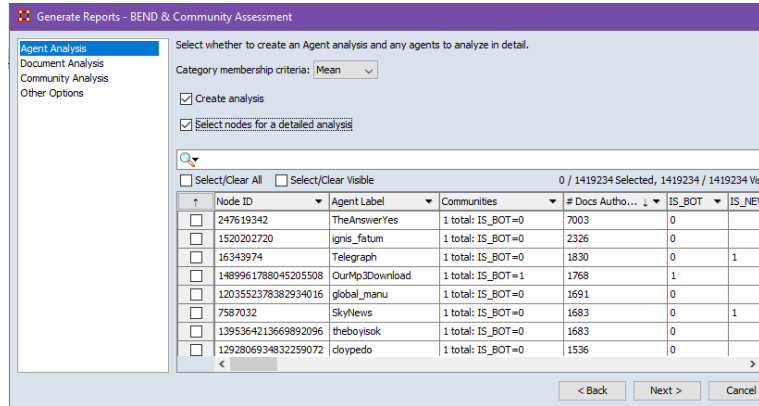 Generate Reports - BEND & Community Assessment
Agent Analysis
Document Analysis
Community Analysis
Other Options
Select whether to create an Agent analysis and any agents to analyze in detail.
Category membership criteria: Mean
Create analysis
Select nodes for a detailed analysis
Select/Clear All Select/Clear Visible 0 / 1419234 Selected, 1419234 / 1419234 Vis
↑ Node ID Agent Label Communities # Docs Autho... ↓ IS_BOT IS_NEW
247619342 TheAnswerYes 1 total: IS_BOT=0 7003 0
1520202720 ignis_fatum 1 total: IS_BOT=0 2326 0
16343974 Telegraph 1 total: IS_BOT=0 1830 0 1
1489961788045205508 OurMp3Download 1 total: IS_BOT=1 1768 1
1203552378382934016 global_manu 1 total: IS_BOT=0 1691 0
7587032 SkyNews 1 total: IS_BOT=0 1683 0 1
1395364213669892096 theboyisok 1 total: IS_BOT=0 1683 0
1292806934832259072 cloypedo 1 total: IS_BOT=0 1536 0
< Back Next > Cancel